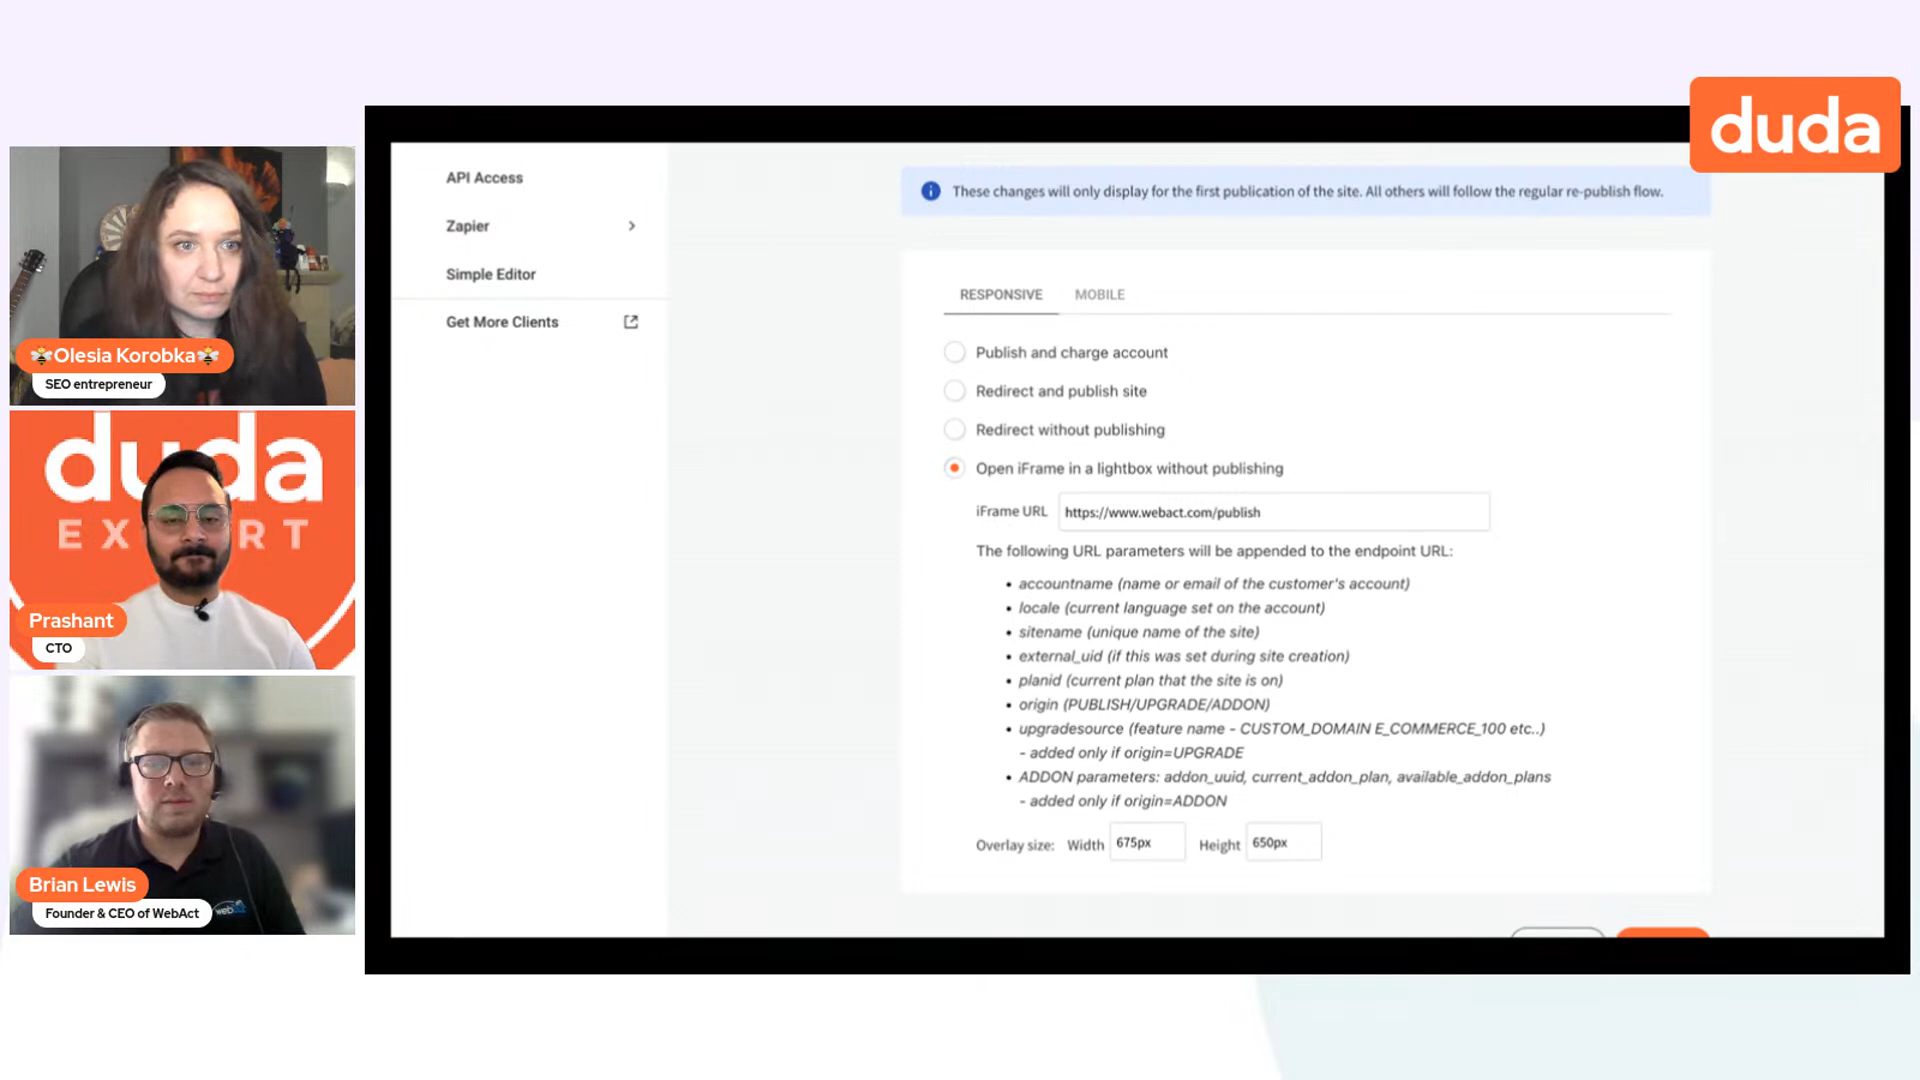 duda
🐝Olesia Korobka🐝
SEO entrepreneur
duda
Prashant
CTO
Brian Lewis
Founder & CEO of WebAct
API Access
Zapier
Simple Editor
Get More Clients
These changes will only display for the first publication of the site. All others will follow the regular re-publish flow.
RESPONSIVE MOBILE
Publish and charge account
Redirect and publish site
Redirect without publishing
Open iFrame in a lightbox without publishing
iFrame URL https://www.webact.com/publish
The following URL parameters will be appended to the endpoint URL:
• accountname (name or email of the customer's account)
• locale (current language set on the account)
• sitename (unique name of the site)
• external_uid (if this was set during site creation)
• planid (current plan that the site is on)
• origin (PUBLISH/UPGRADE/ADDON)
• upgradesource (feature name - CUSTOM_DOMAIN E_COMMERCE_100 etc..)
- added only if origin=UPGRADE
• ADDON parameters: addon_uuid, current_addon_plan, available_addon_plans
- added only if origin=ADDON
Overlay size: Width 675px Height 650px